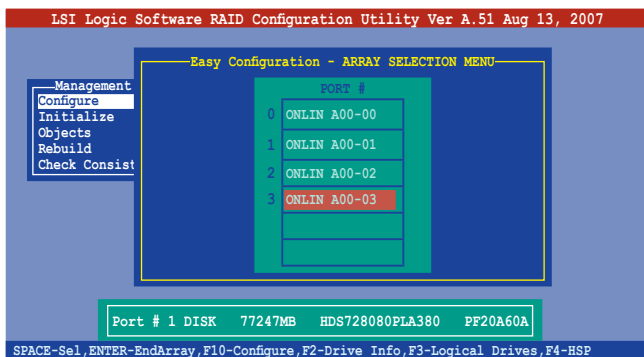 LSI Logic Software RAID Configuration Utility Ver A.51 Aug 13, 2007
Easy Configuration - ARRAY SELECTION MENU
Management
Configure
Initialize
Objects
Rebuild
Check Consist
PORT #
0 ONLIN A00-00
1 ONLIN A00-01
2 ONLIN A00-02
3 ONLIN A00-03
Port # 1 DISK 77247MB HDS728080PLA380 PF20A60A
SPACE-Sel,ENTER-EndArray,F10-Configure,F2-Drive Info,F3-Logical Drives,F4-HSP